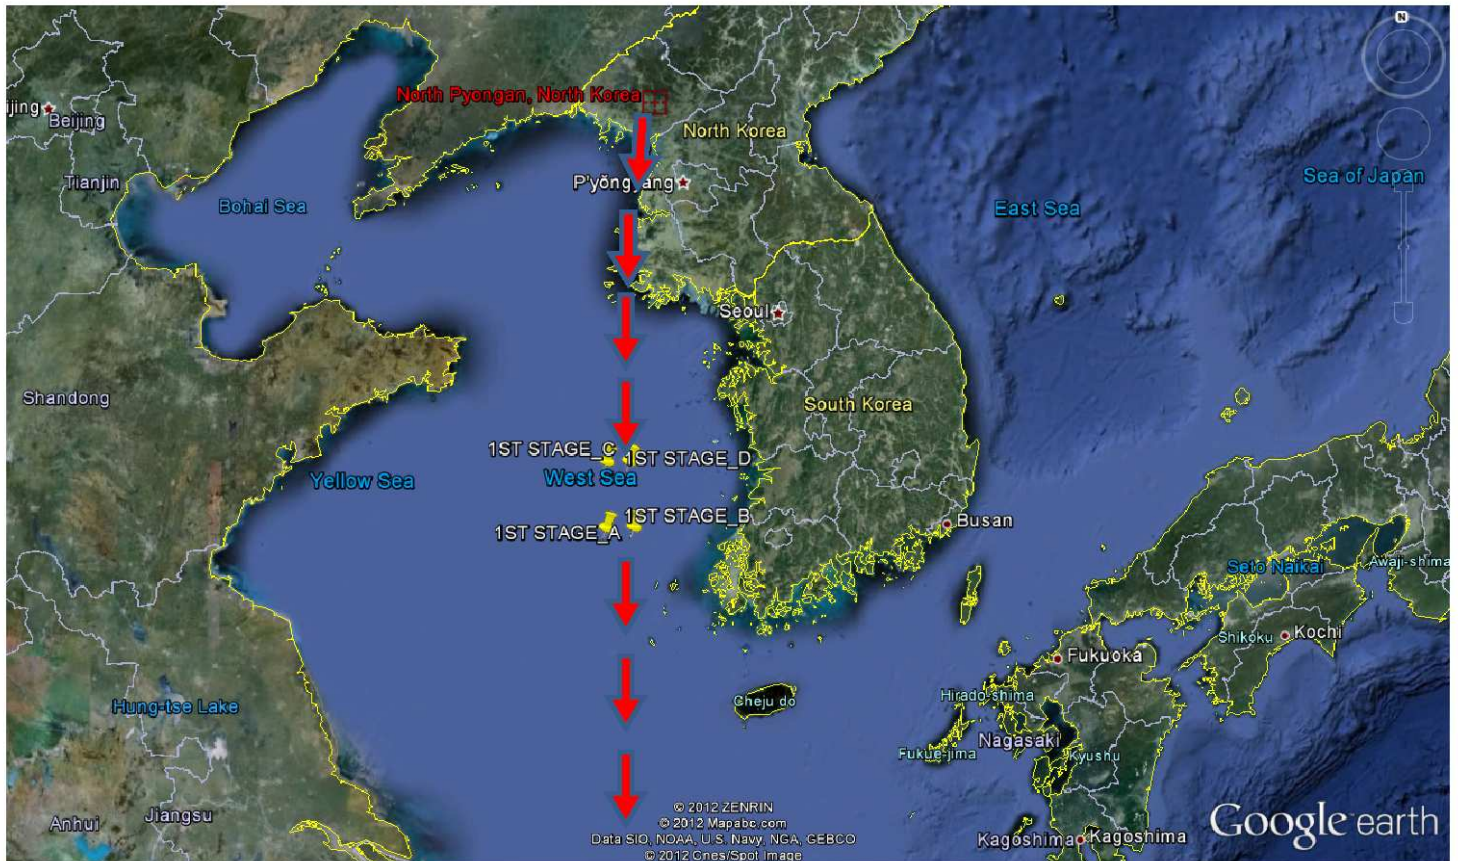 N
North Pyongan, North Korea
ijing
Beijing
North Korea
Tianjin
P'yŏngyang
Sea of Japan
Bohai Sea
East Sea
Seoul
Shandong
South Korea
1ST STAGE_C
1ST STAGE_D
Yellow Sea
West Sea
1ST STAGE_B
1ST STAGE_A
Busan
Seto Naikai
Awaji-shima
Shikoku
Kochi
Fukuoka
Hirado-shima
Cheju do
Hung-tse Lake
Nagasaki
Fukue-jima
Kyushu
© 2012 ZENRIN
© 2012 Mapabc.com
Data SIO, NOAA, U.S. Navy, NGA, GEBCO
© 2012 Cnes/Spot Image
Jiangsu
Anhui
Kagoshima
Kagoshima
Google earth